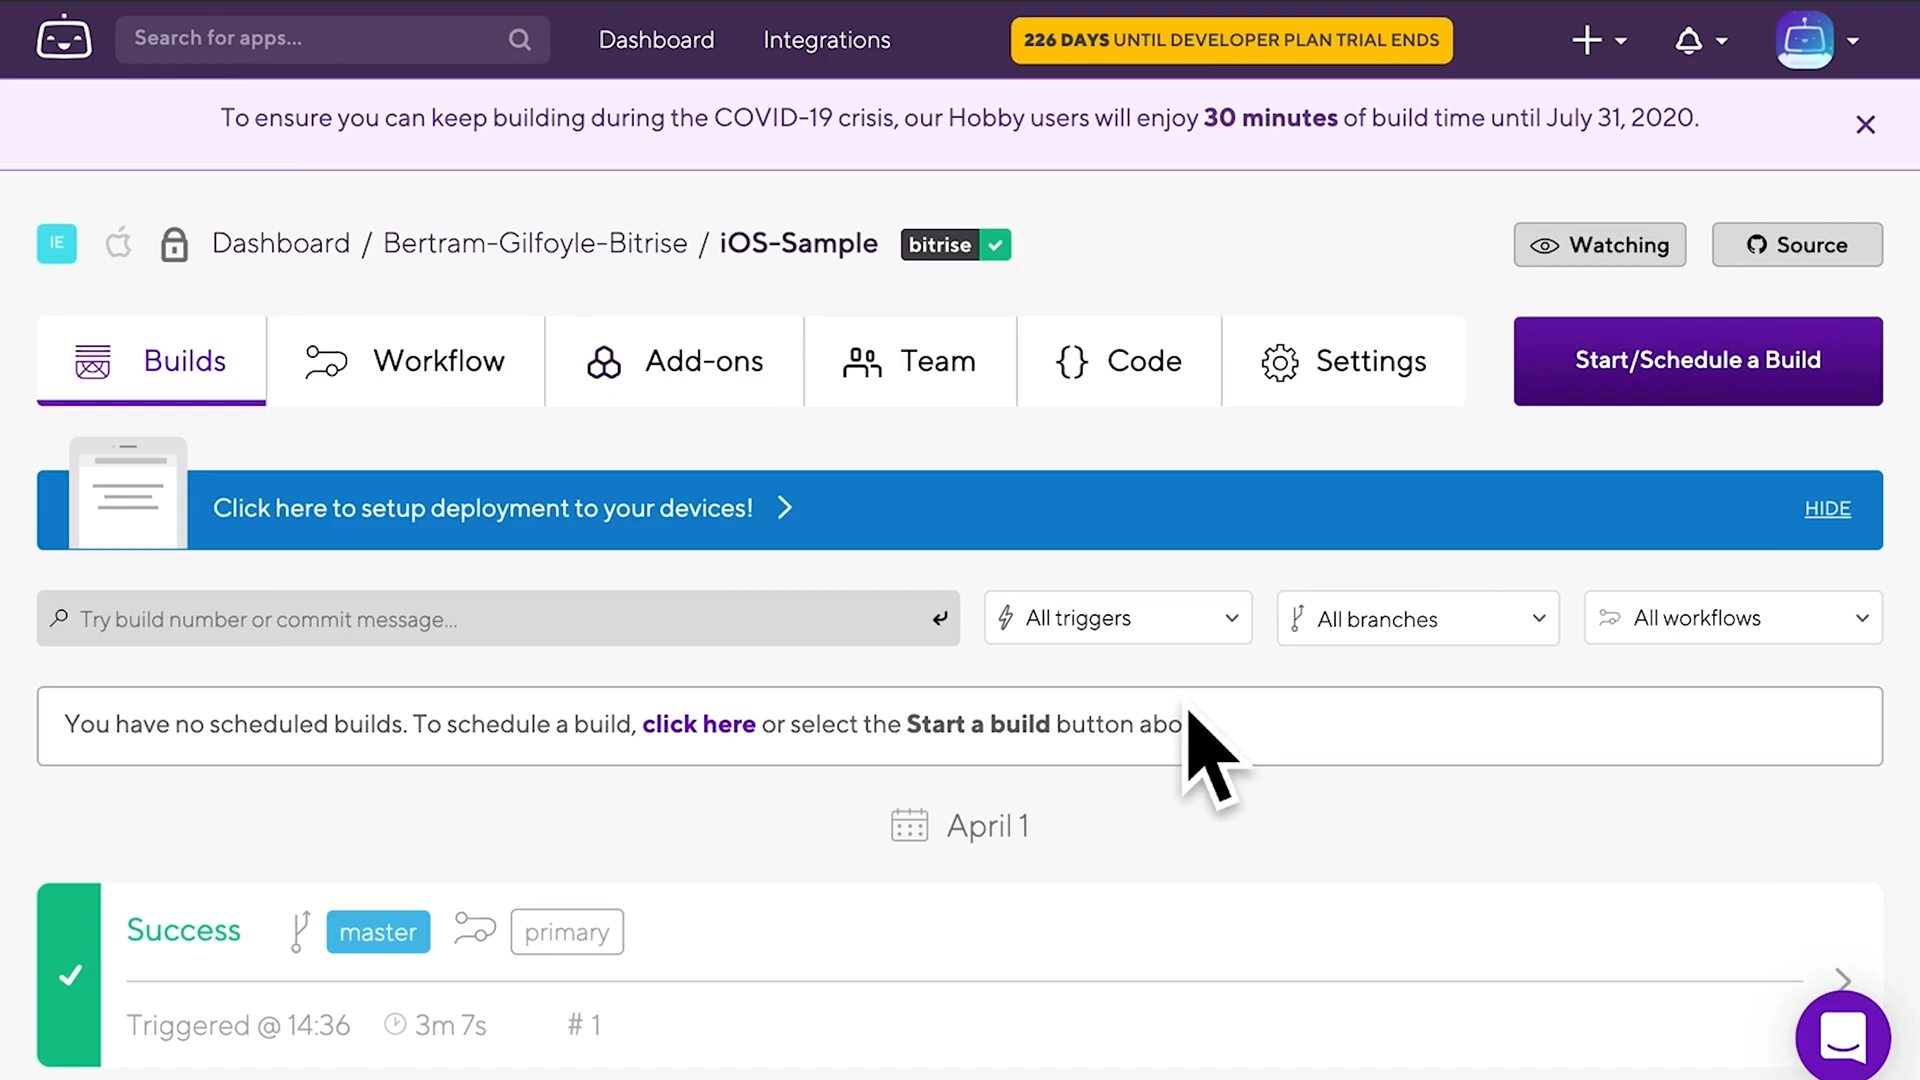 Search for apps...
Dashboard
Integrations
226 DAYS UNTIL DEVELOPER PLAN TRIAL ENDS
To ensure you can keep building during the COVID-19 crisis, our Hobby users will enjoy 30 minutes of build time until July 31, 2020.
IE
Dashboard / Bertram-Gilfoyle-Bitrise / iOS-Sample
bitrise
Watching
Source
Builds
Workflow
Add-ons
Team
Code
Settings
Start/Schedule a Build
Click here to setup deployment to your devices!
HIDE
Try build number or commit message...
All triggers
All branches
All workflows
You have no scheduled builds. To schedule a build, click here or select the Start a build button abo
April 1
Success
master
primary
Triggered @ 14:36
3m 7s
# 1